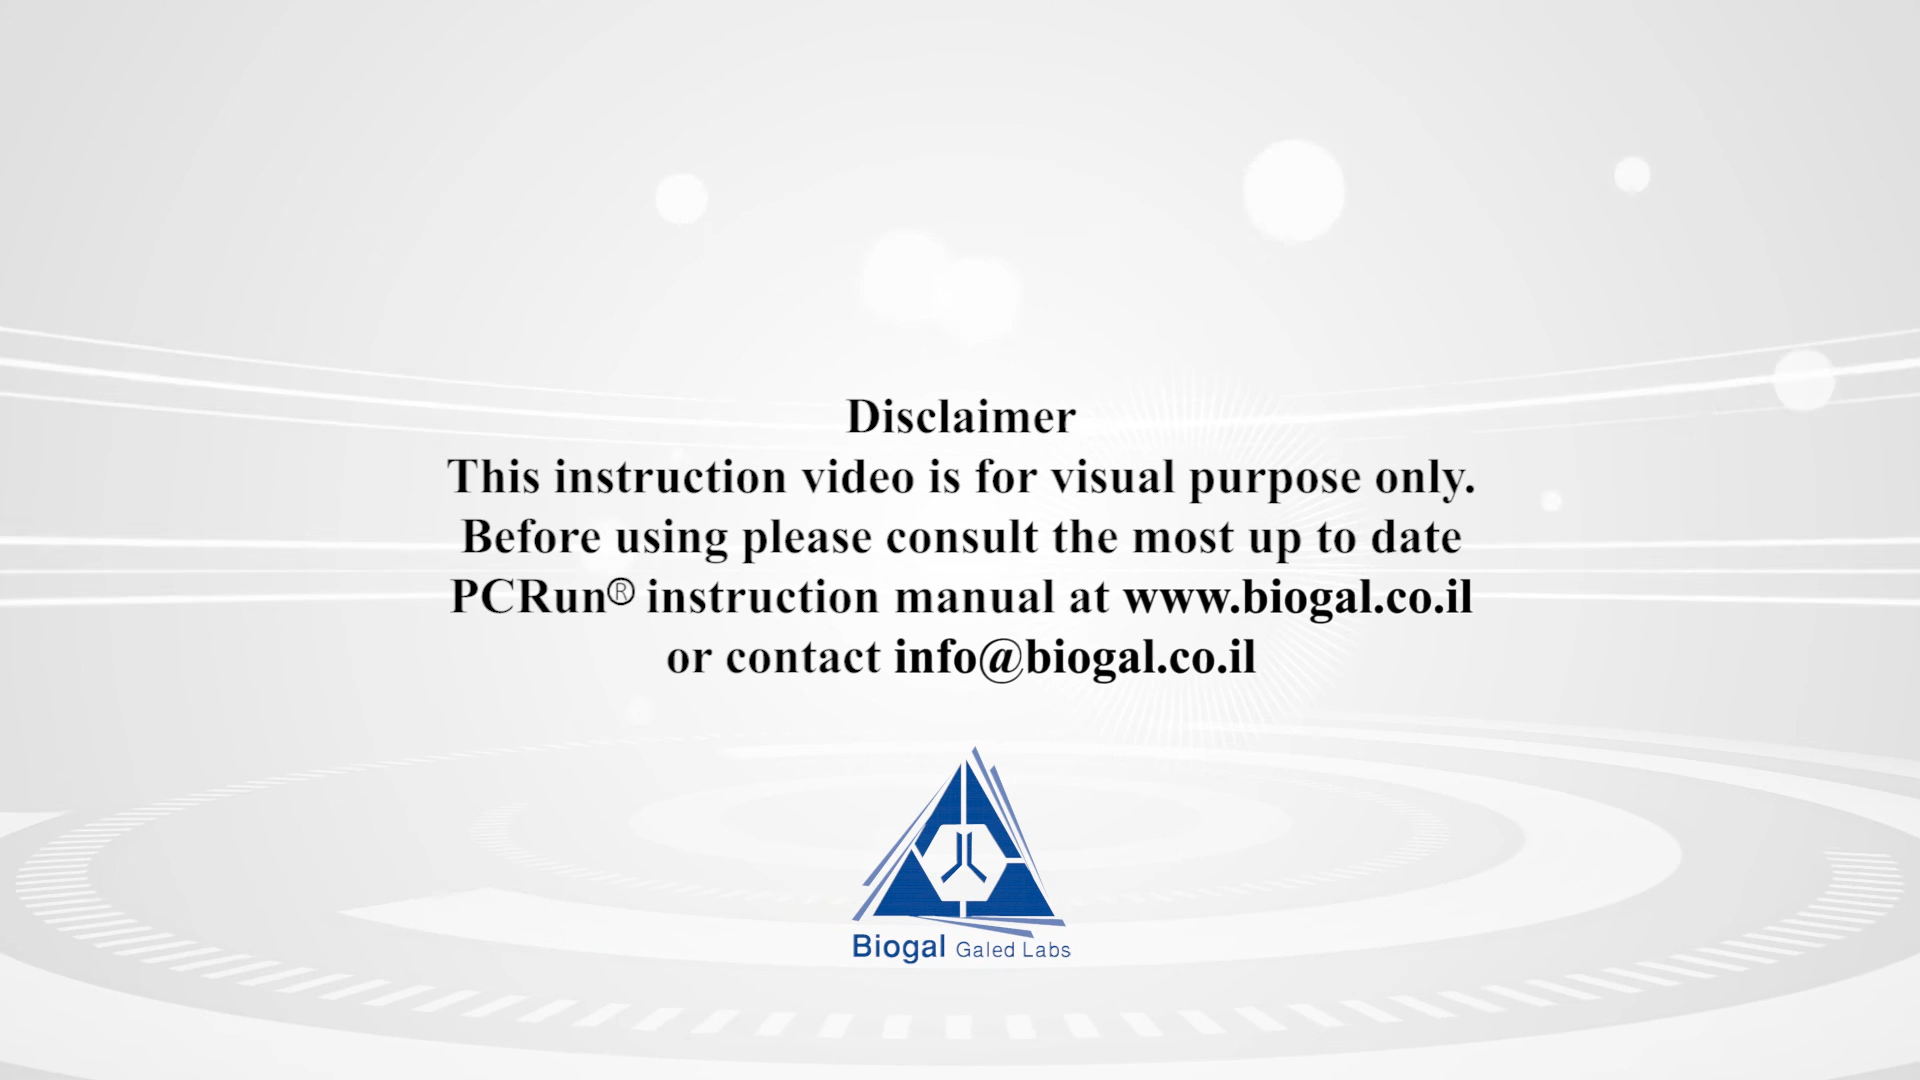 Disclaimer
This instruction video is for visual purpose only.
Before using please consult the most up to date
PCRun® instruction manual at www.biogal.co.il
or contact info@biogal.co.il
Biogal Galed Labs